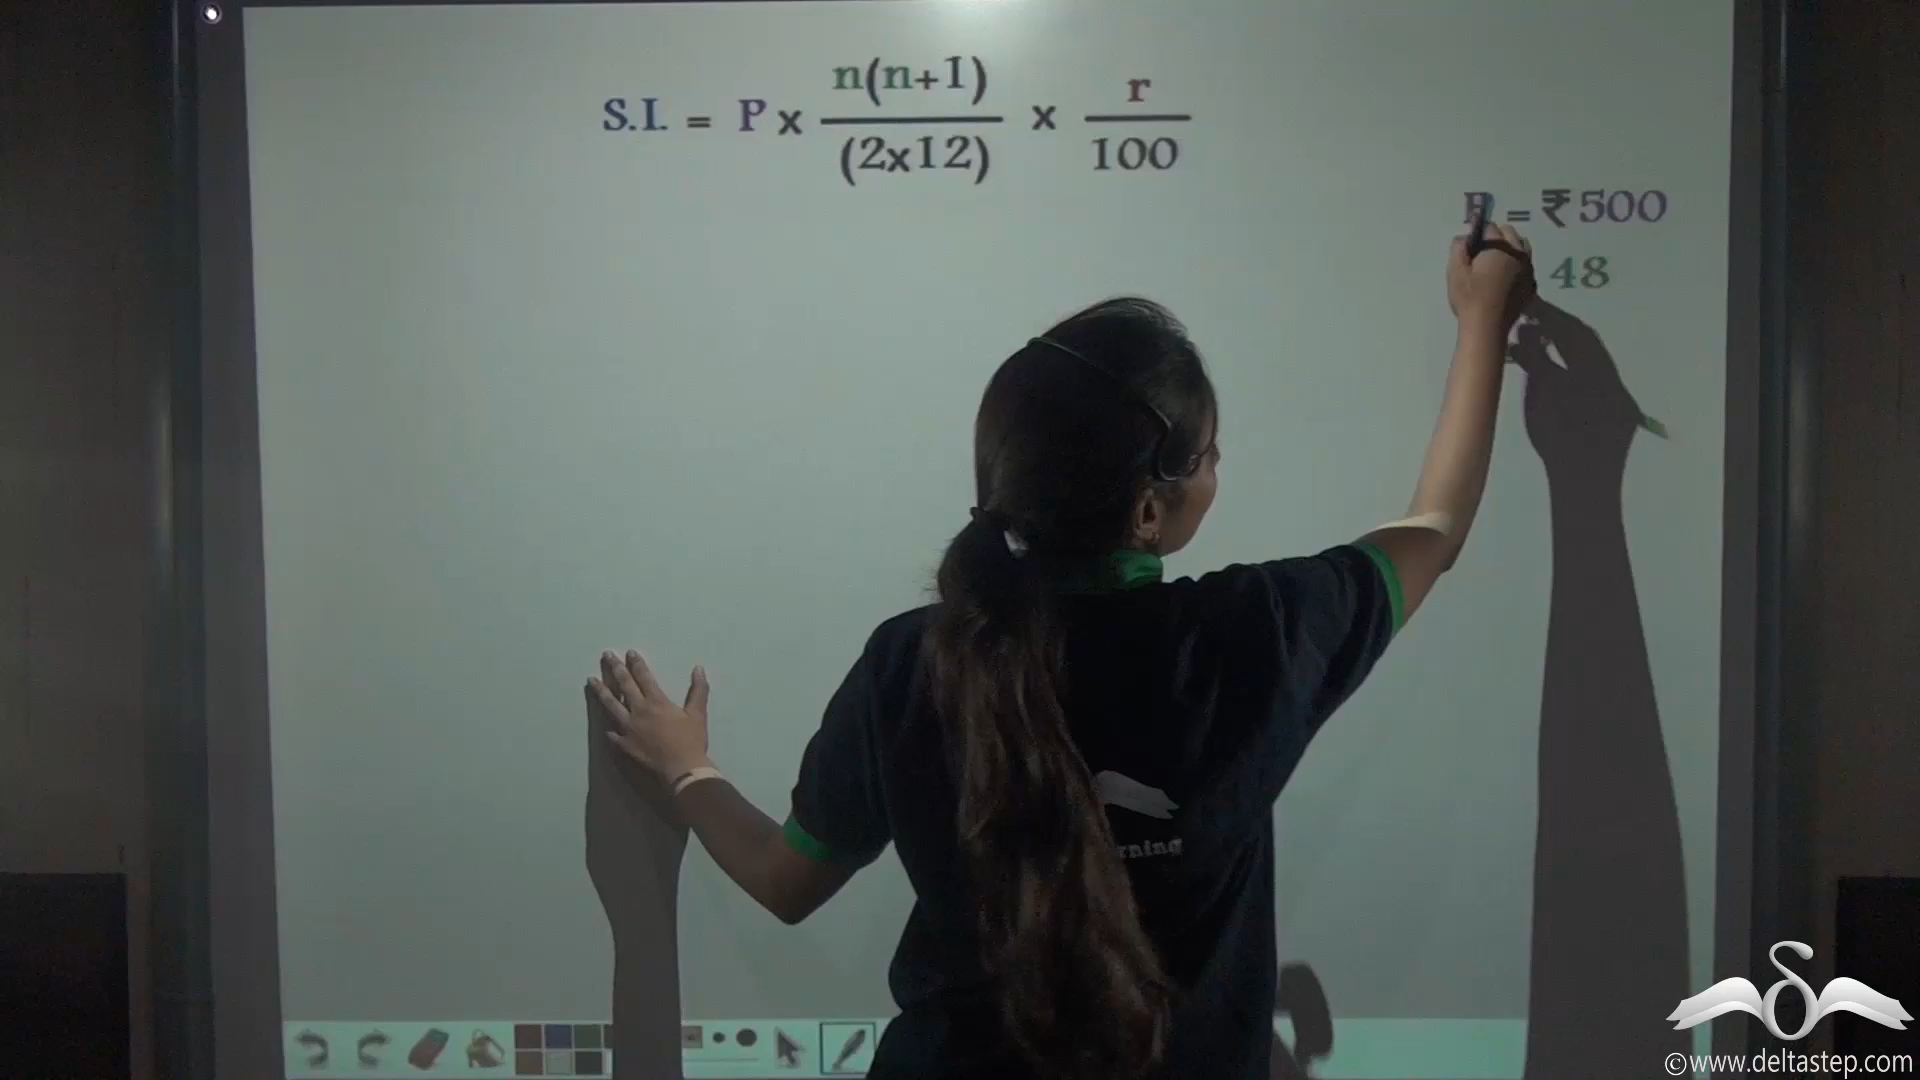 S.I. = P x n(n+1) / (2x12) x r / 100
P = ₹ 500
48
rning
©www.deltastep.com